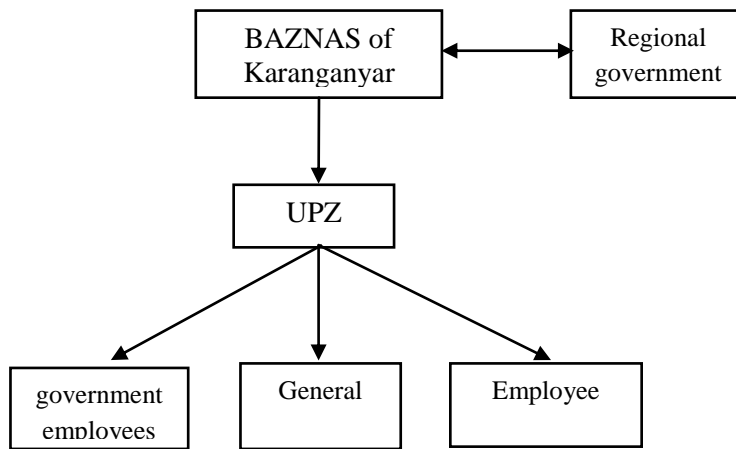 BAZNAS of
Karanganyar
Regional
government
UPZ
government
employees
General
Employee